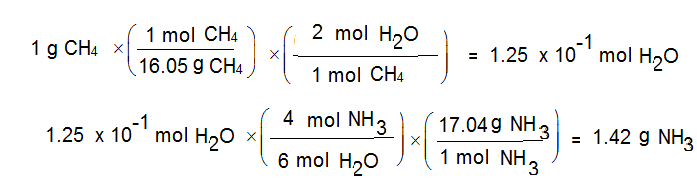 1 g CH4 × ( 1 mol CH4 / 16.05 g CH4 ) × ( 2 mol H2O / 1 mol CH4 ) = 1.25 x 10-1 mol H2O
1.25 x 10-1 mol H2O × ( 4 mol NH3 / 6 mol H2O ) × ( 17.04 g NH3 / 1 mol NH3 ) = 1.42 g NH3